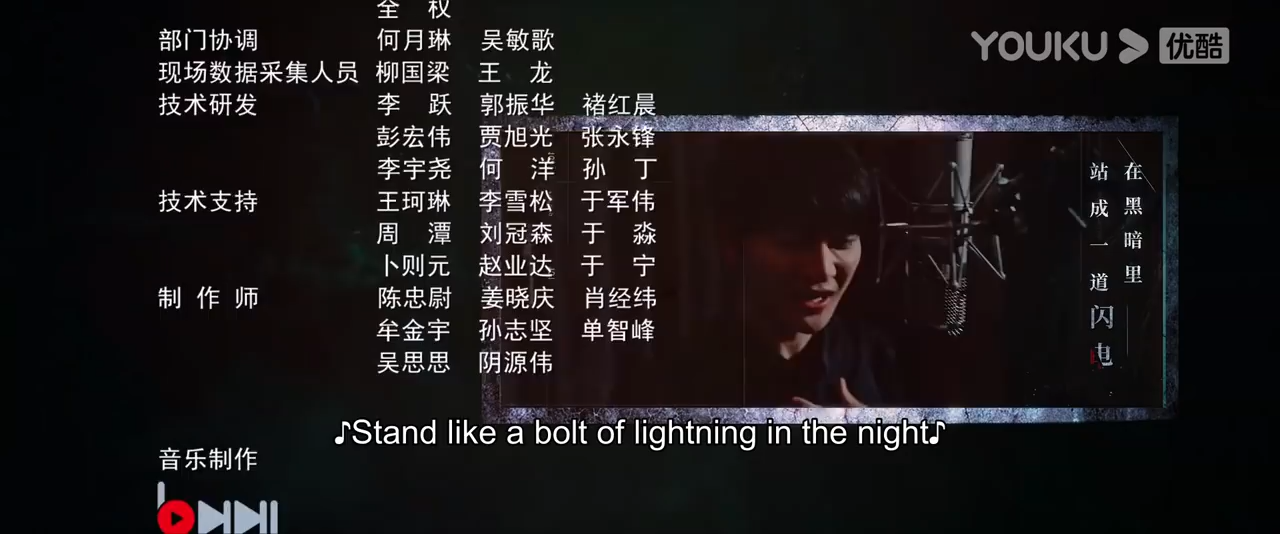 全 权
YOUKU 优酷
部门协调 何月琳 吴敏歌
现场数据采集人员 柳国梁 王 龙
技术研发 李 跃 郭振华 褚红晨
彭宏伟 贾旭光 张永锋
李宇尧 何 洋 孙 丁
技术支持 王珂琳 李雪松 于军伟
周 潭 刘冠森 于 淼
卜则元 赵业达 于 宁
制 作 师 陈忠尉 姜晓庆 肖经纬
牟金宇 孙志坚 单智峰
吴思思 阴源伟
在黑暗里
站成一道闪电
♪Stand like a bolt of lightning in the night♪
音乐制作